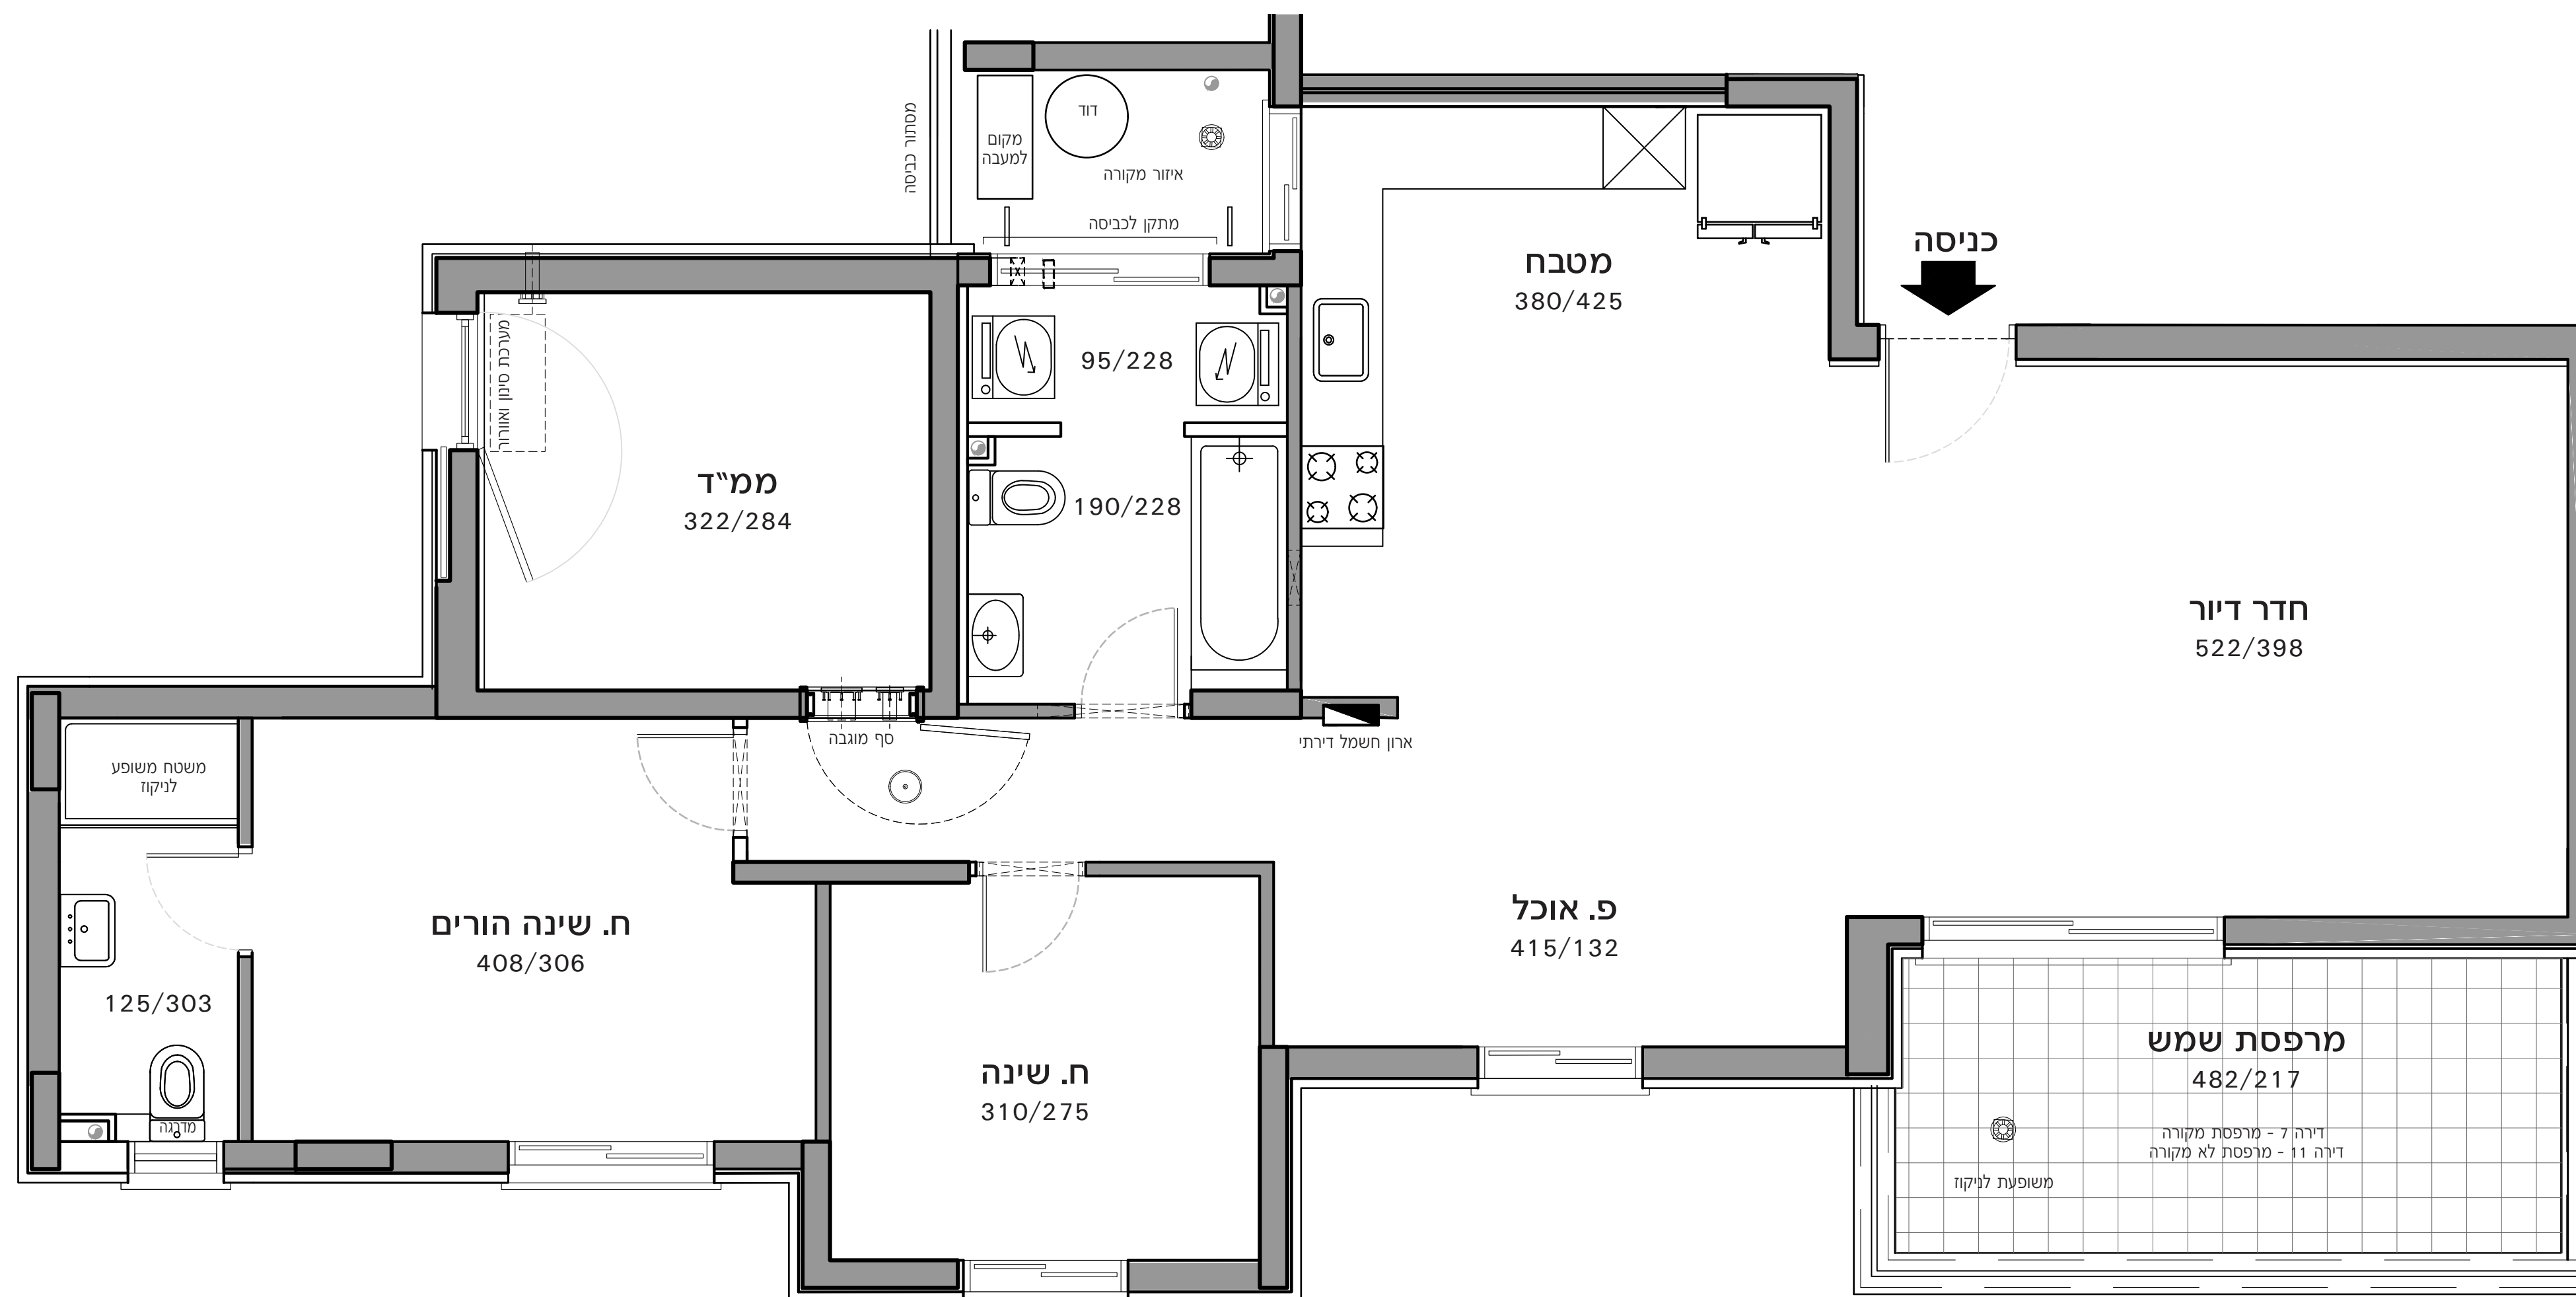 מסתור כביסה
מקום
למעבה
דוד
איזור מקורה
מתקן לכביסה
כניסה
מטבח
380/425
מערכת סינון ואוורור
95/228
ממ"ד
322/284
190/228
חדר דיור
522/398
סף מוגבה
ארון חשמל דירתי
משטח משופע
לניקוז
ח. שינה הורים
408/306
פ. אוכל
415/132
125/303
ח. שינה
310/275
מרפסת שמש
482/217
דירה 7 - מרפסת מקורה
דירה 11 - מרפסת לא מקורה
משופעת לניקוז
מדרגה